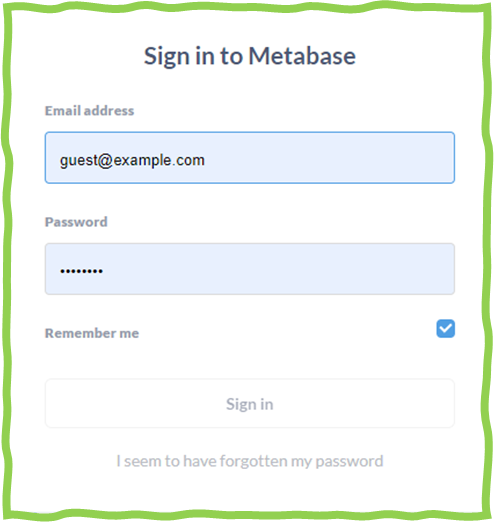 Sign in to Metabase
Email address
guest@example.com
Password
••••••••
Remember me
Sign in
I seem to have forgotten my password